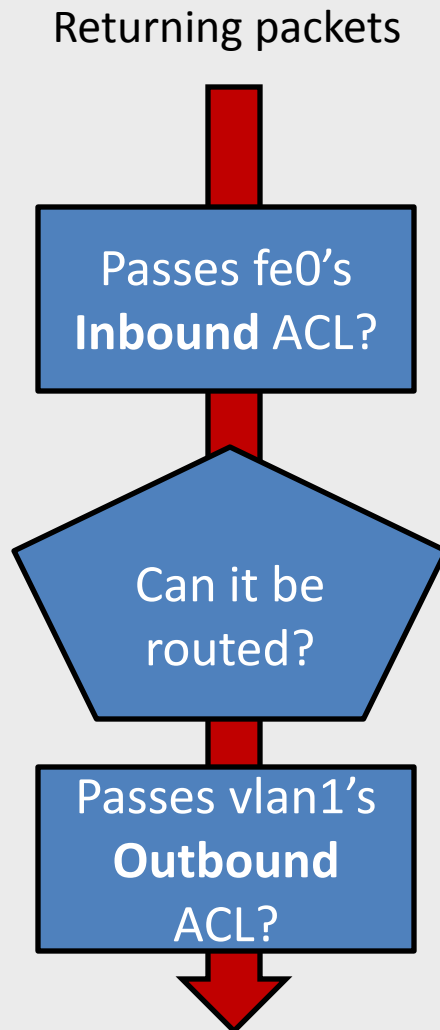 Returning packets
Passes fe0’s
Inbound ACL?
Can it be
routed?
Passes vlan1’s
Outbound
ACL?